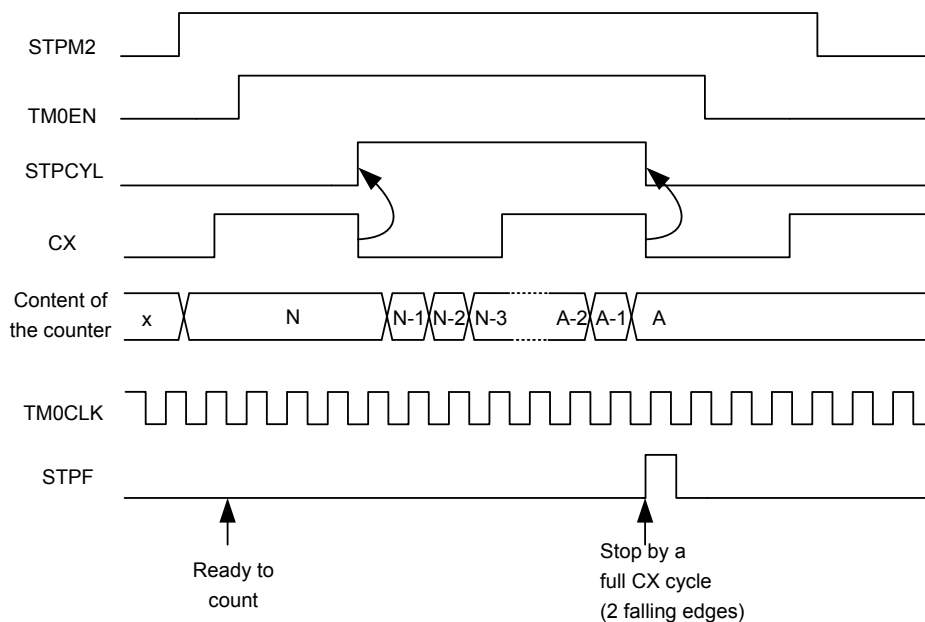 STPM2
TM0EN
STPCYL
CX
Content of
the counter
x
N
N-1
N-2
N-3
A-2
A-1
A
TM0CLK
STPF
Ready to
count
Stop by a
full CX cycle
(2 falling edges)